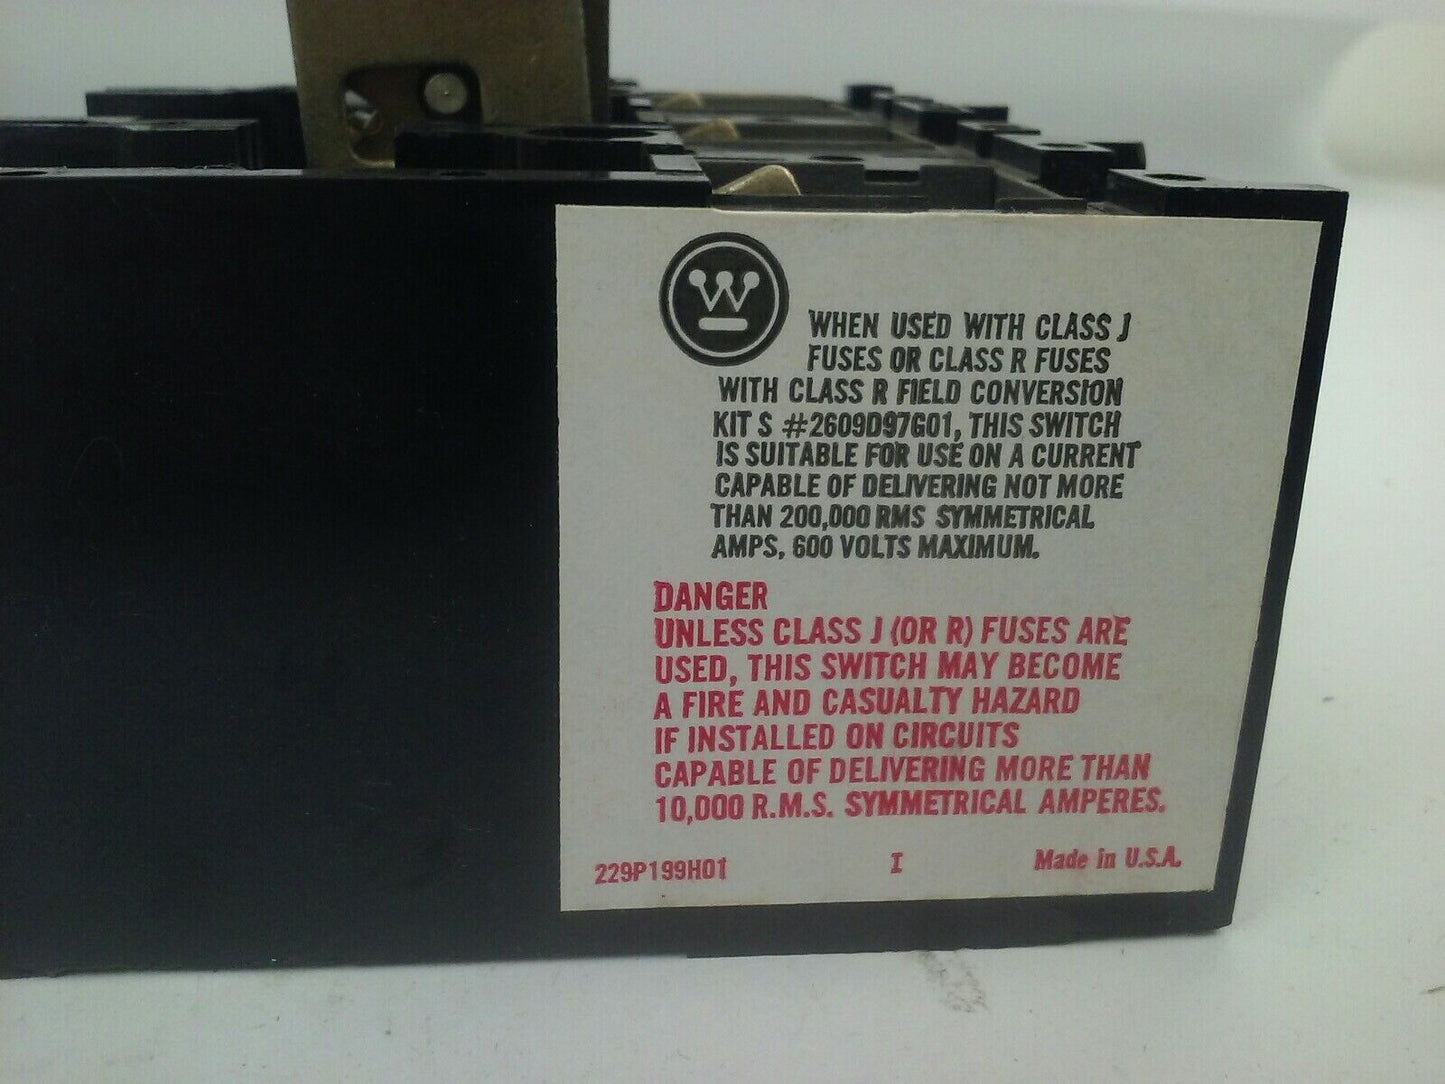 W
WHEN USED WITH CLASS J
FUSES OR CLASS R FUSES
WITH CLASS R FIELD CONVERSION
KIT S #2609D97G01, THIS SWITCH
IS SUITABLE FOR USE ON A CURRENT
CAPABLE OF DELIVERING NOT MORE
THAN 200,000 RMS SYMMETRICAL
AMPS, 600 VOLTS MAXIMUM.
DANGER
UNLESS CLASS J (OR R) FUSES ARE
USED, THIS SWITCH MAY BECOME
A FIRE AND CASUALTY HAZARD
IF INSTALLED ON CIRCUITS
CAPABLE OF DELIVERING MORE THAN
10,000 R.M.S. SYMMETRICAL AMPERES.
229P199H01 I Made in U.S.A.